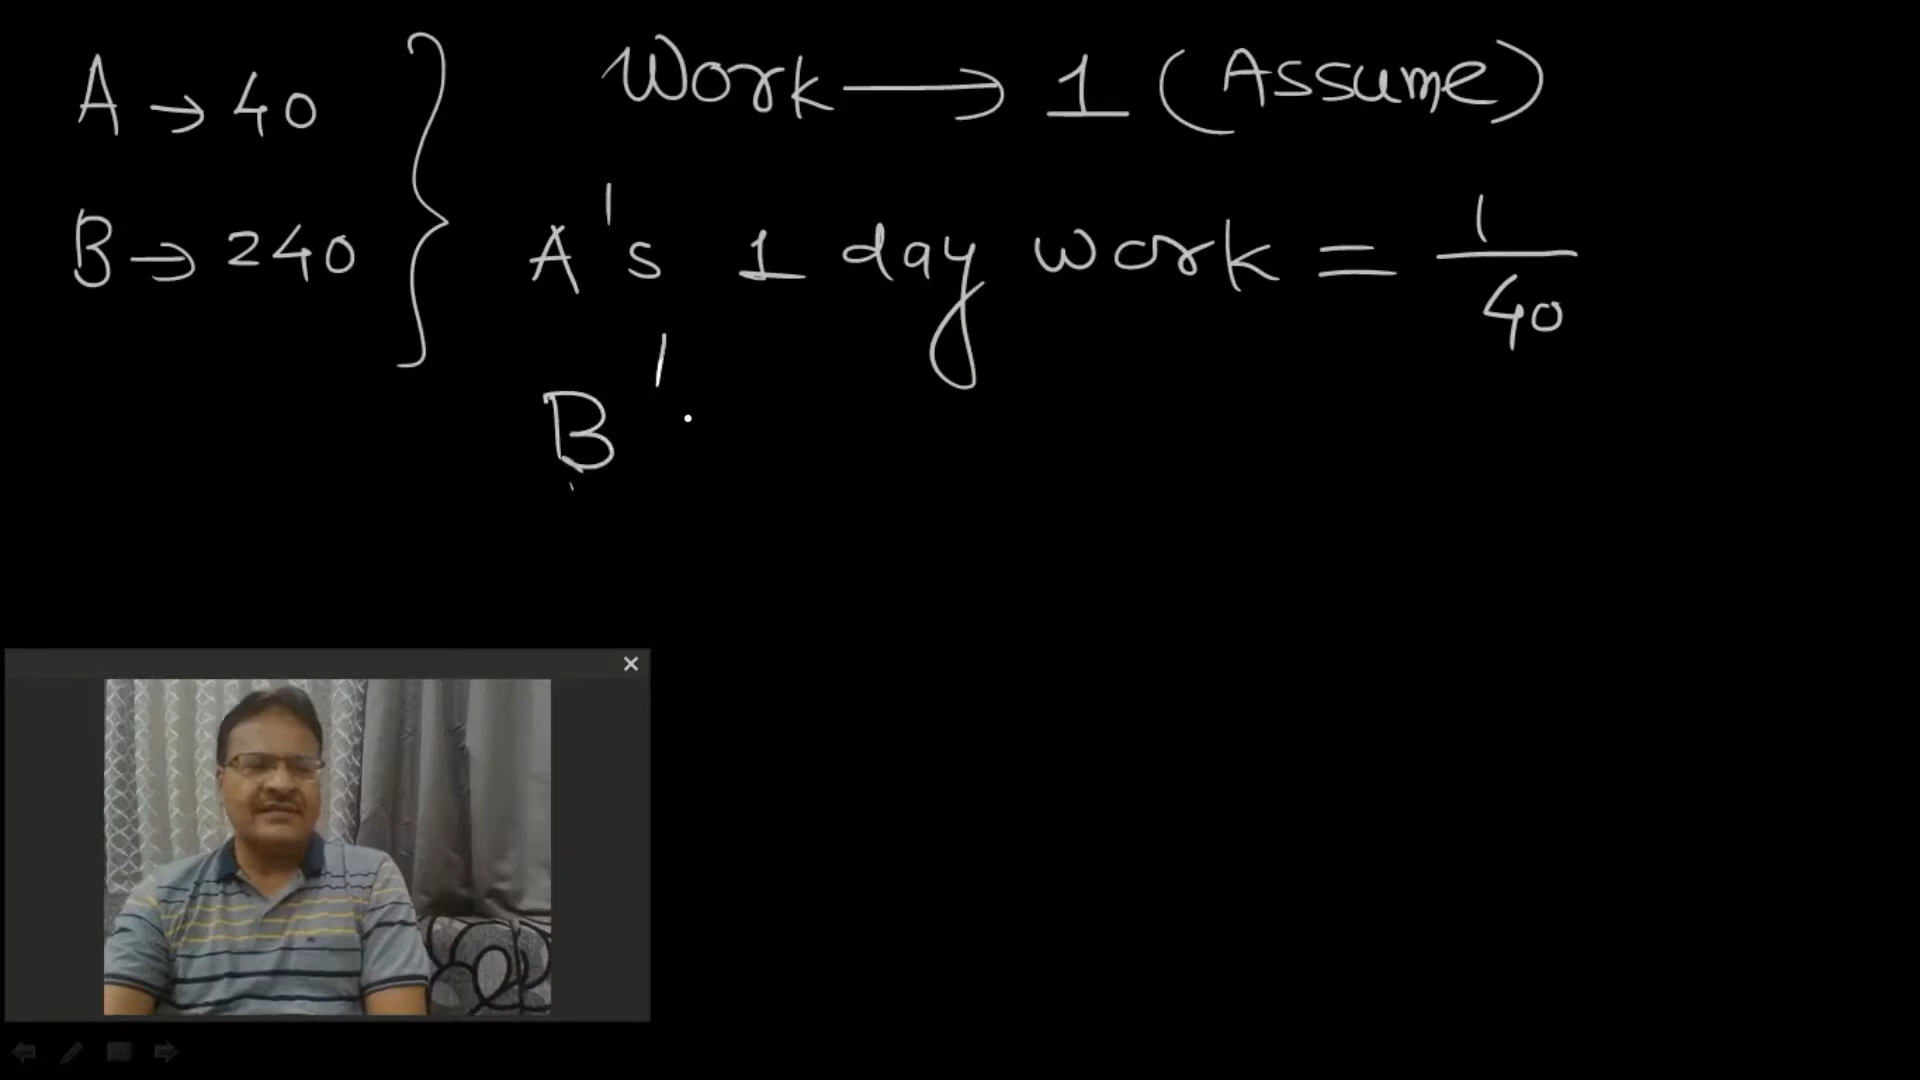 A → 40
B → 240
Work → 1 (Assume)
A's 1 day work = 1/40
B'